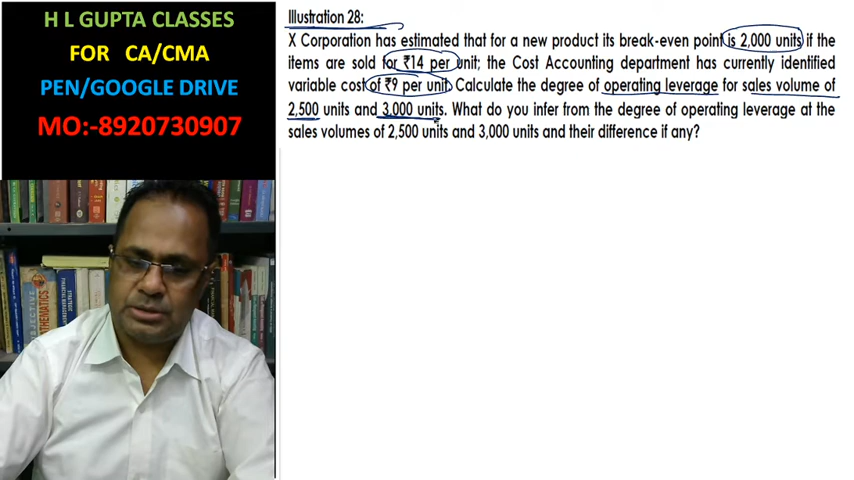 H L GUPTA CLASSES
FOR CA/CMA
PEN/GOOGLE DRIVE
MO:-8920730907
Illustration 28:
X Corporation has estimated that for a new product its break-even point is 2,000 units if the
items are sold for ₹14 per unit; the Cost Accounting department has currently identified
variable cost of ₹9 per unit. Calculate the degree of operating leverage for sales volume of
2,500 units and 3,000 units. What do you infer from the degree of operating leverage at the
sales volumes of 2,500 units and 3,000 units and their difference if any?